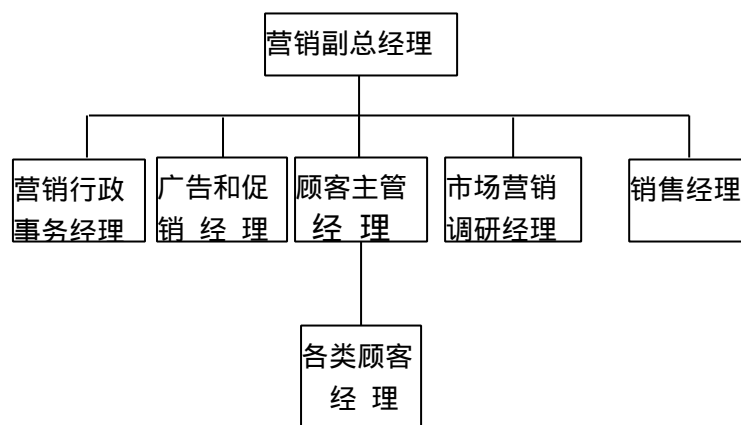 营销副总经理
营销行政
事务经理
广告和促
销 经 理
顾客主管
经 理
市场营销
调研经理
销售经理
各类顾客
经 理